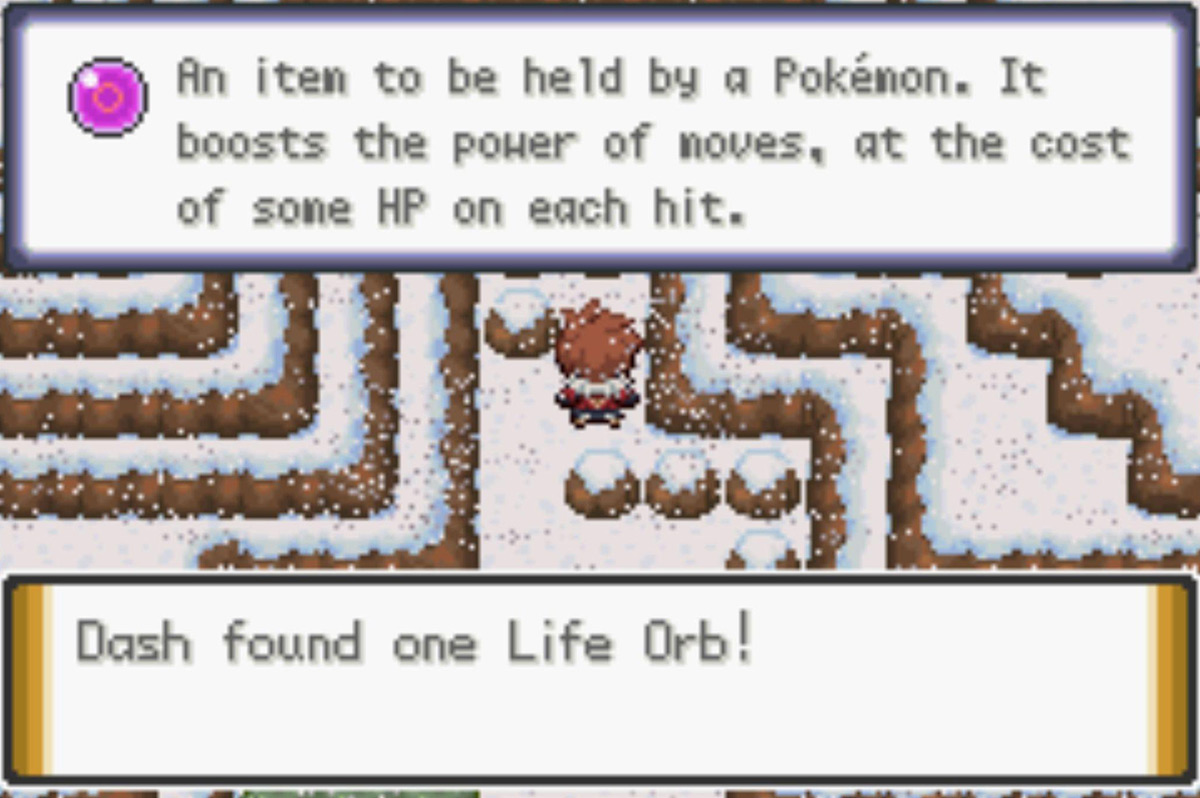 An item to be held by a Pokémon. It
boosts the power of moves, at the cost
of some HP on each hit.
Dash found one Life Orb!